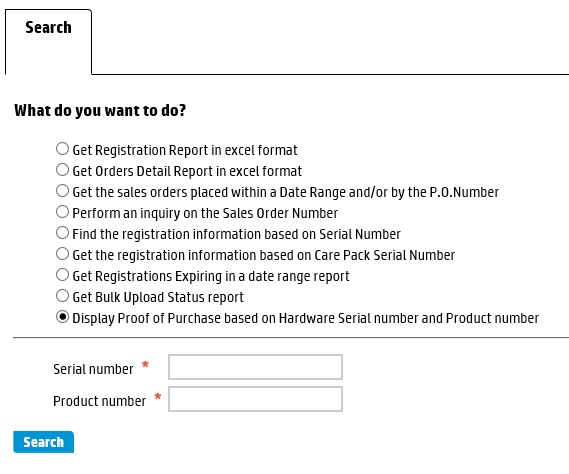 Search
What do you want to do?
Get Registration Report in excel format
Get Orders Detail Report in excel format
Get the sales orders placed within a Date Range and/or by the P.O.Number
Perform an inquiry on the Sales Order Number
Find the registration information based on Serial Number
Get the registration information based on Care Pack Serial Number
Get Registrations Expiring in a date range report
Get Bulk Upload Status report
Display Proof of Purchase based on Hardware Serial number and Product number
Serial number *
Product number *
Search